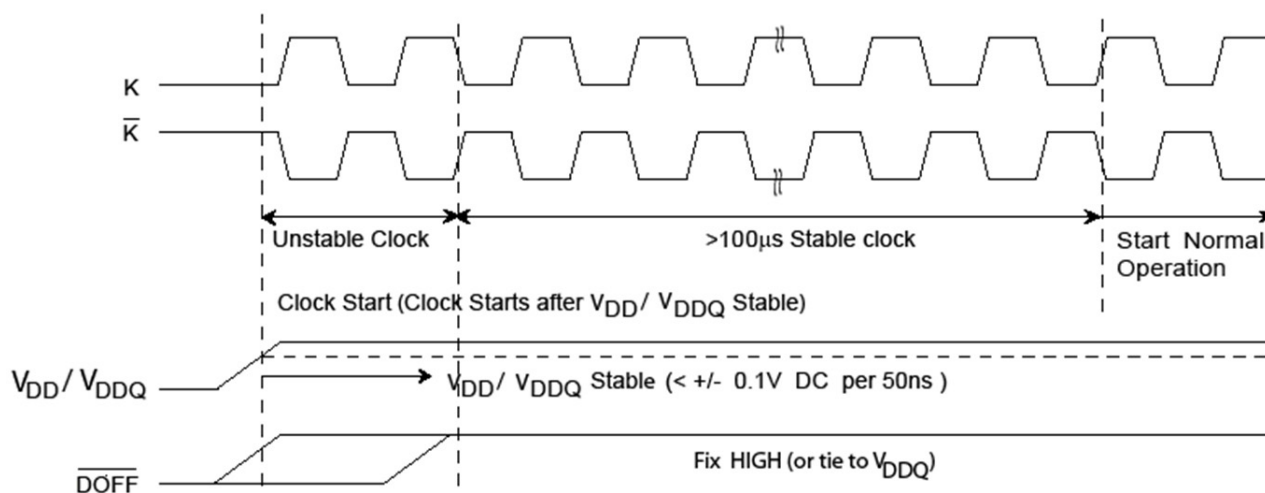 K
K̅
Unstable Clock
>100µs Stable clock
Start Normal
Operation
Clock Start (Clock Starts after VDD/ VDDQ Stable)
VDD/ VDDQ
VDD/ VDDQ Stable (< +/- 0.1V DC per 50ns )
D̅O̅F̅F̅
Fix HIGH (or tie to VDDQ)